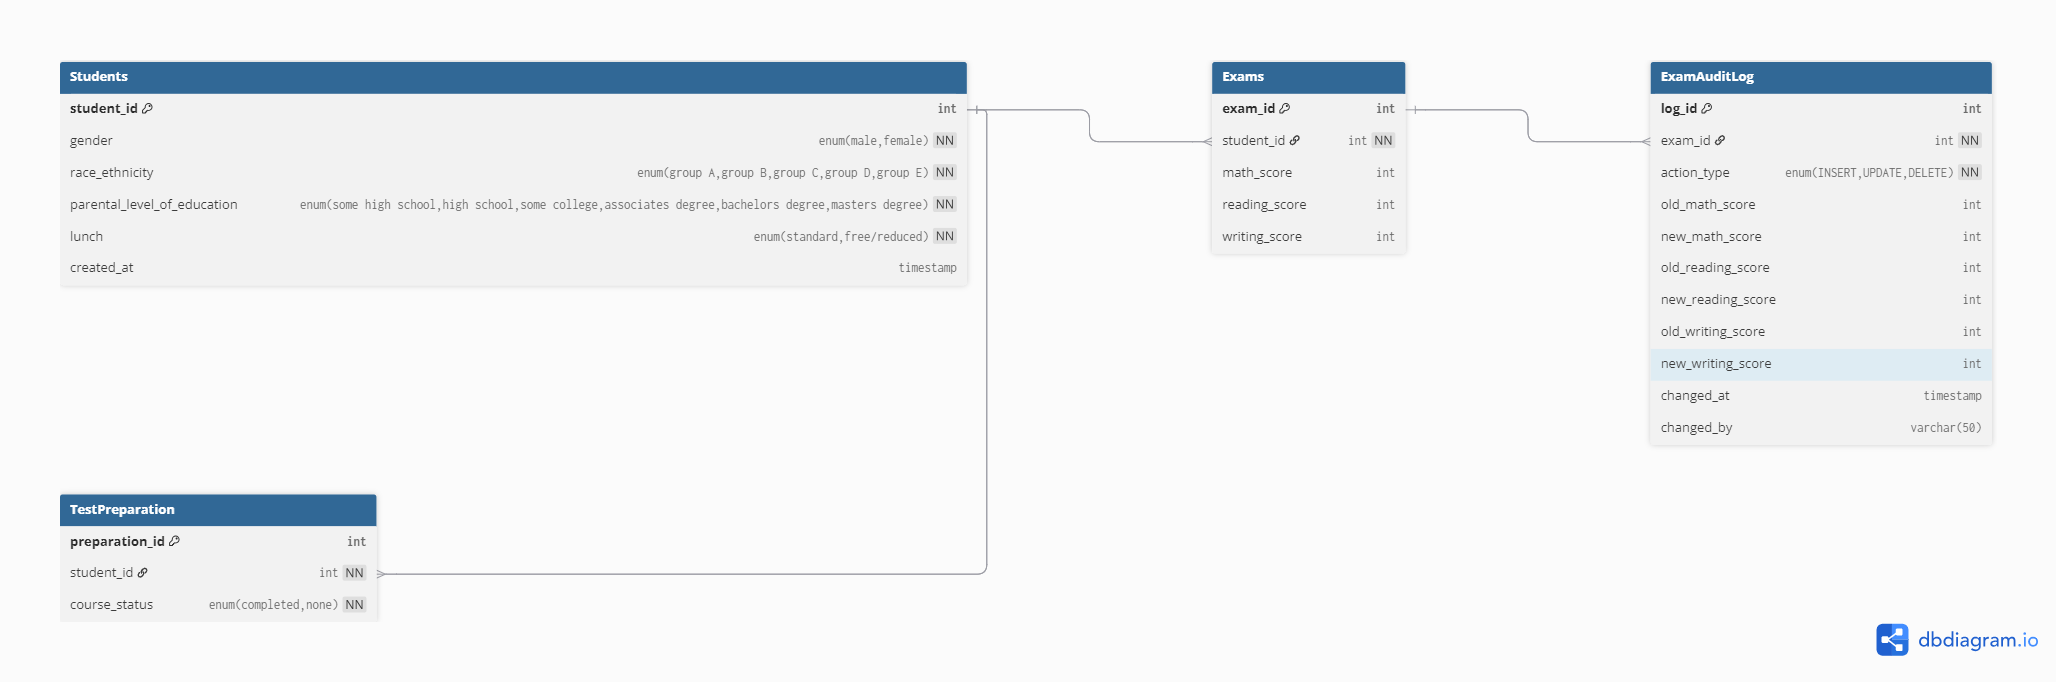 Students
student_id int
gender enum(male,female) NN
race_ethnicity enum(group A,group B,group C,group D,group E) NN
parental_level_of_education enum(some high school,high school,some college,associates degree,bachelors degree,masters degree) NN
lunch enum(standard,free/reduced) NN
created_at timestamp
Exams
exam_id int
student_id int NN
math_score int
reading_score int
writing_score int
ExamAuditLog
log_id int
exam_id int NN
action_type enum(INSERT,UPDATE,DELETE) NN
old_math_score int
new_math_score int
old_reading_score int
new_reading_score int
old_writing_score int
new_writing_score int
changed_at timestamp
changed_by varchar(50)
TestPreparation
preparation_id int
student_id int NN
course_status enum(completed,none) NN
dbdiagram.io